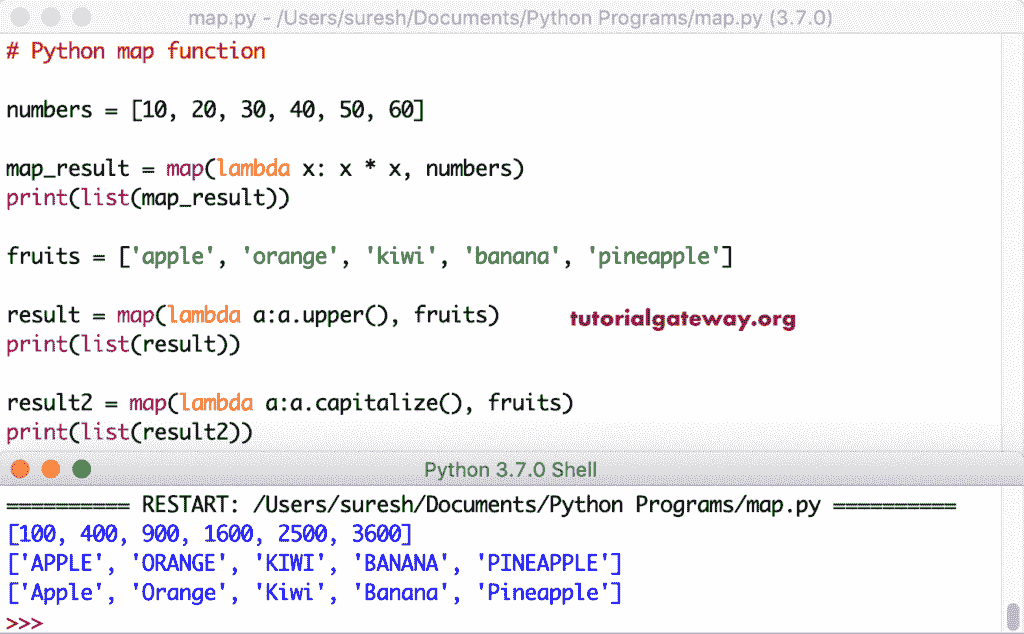 map.py - /Users/suresh/Documents/Python Programs/map.py (3.7.0)
# Python map function
numbers = [10, 20, 30, 40, 50, 60]
map_result = map(lambda x: x * x, numbers)
print(list(map_result))
fruits = ['apple', 'orange', 'kiwi', 'banana', 'pineapple']
result = map(lambda a:a.upper(), fruits)
tutorialgateway.org
print(list(result))
result2 = map(lambda a:a.capitalize(), fruits)
print(list(result2))
Python 3.7.0 Shell
========== RESTART: /Users/suresh/Documents/Python Programs/map.py ==========
[100, 400, 900, 1600, 2500, 3600]
['APPLE', 'ORANGE', 'KIWI', 'BANANA', 'PINEAPPLE']
['Apple', 'Orange', 'Kiwi', 'Banana', 'Pineapple']
>>>